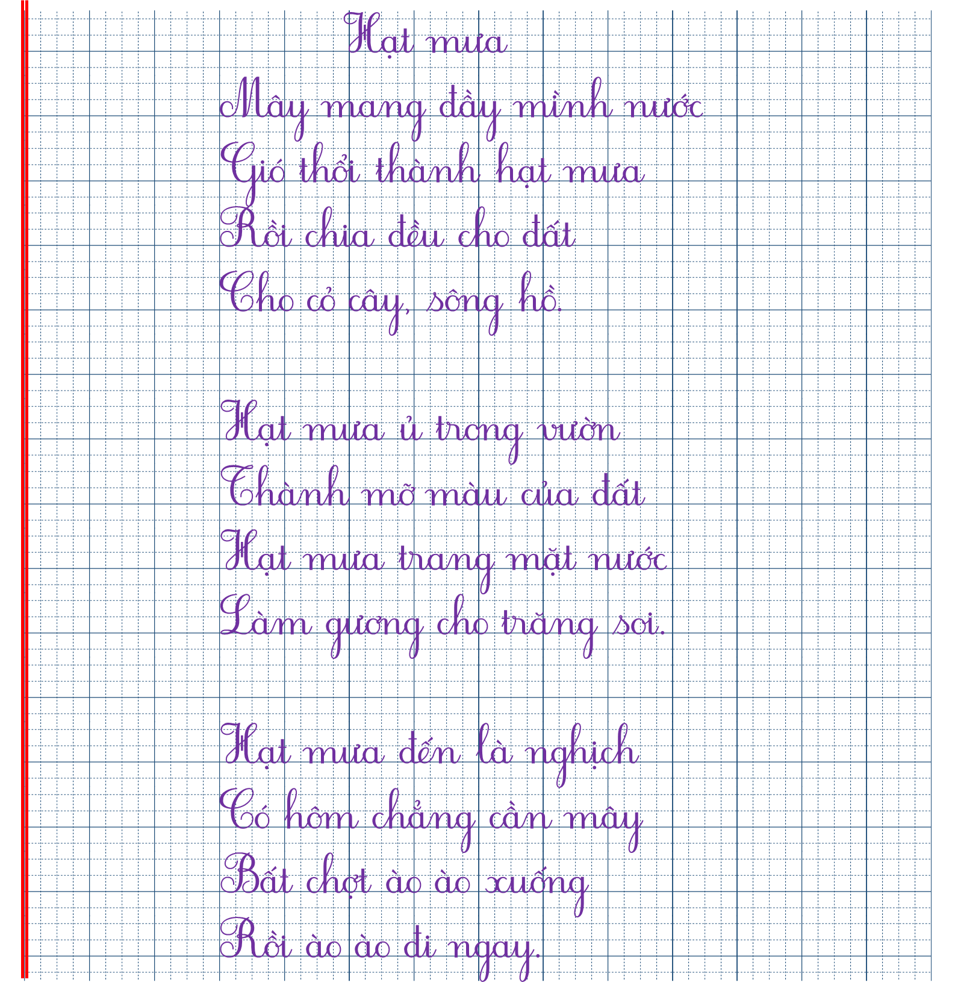 Hạt mưa
Mây mang đầy mình nước
Gió thổi thành hạt mưa
Rồi chia đều cho đất
Cho cỏ cây, sông hồ.
Hạt mưa ủ trong vườn
Thành mỡ màu của đất
Hạt mưa trang mặt nước
Làm gương cho trăng soi.
Hạt mưa đến là nghịch
Có hôm chẳng cần mây
Bất chợt ào ào xuống
Rồi ào ào đi ngay.